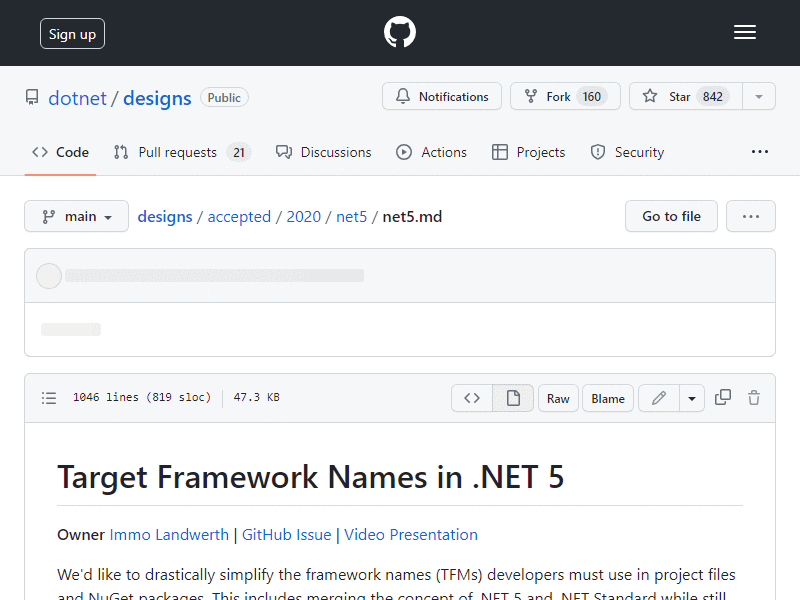 Sign up
dotnet / designs Public
Notifications Fork 160 Star 842
Code Pull requests 21 Discussions Actions Projects Security
main designs / accepted / 2020 / net5 / net5.md Go to file
1046 lines (819 sloc) 47.3 KB Raw Blame
Target Framework Names in .NET 5
Owner Immo Landwerth | GitHub Issue | Video Presentation
We'd like to drastically simplify the framework names (TFMs) developers must use in project files
and NuGet packages. This includes merging the concept of .NET 5 and .NET Standard while still